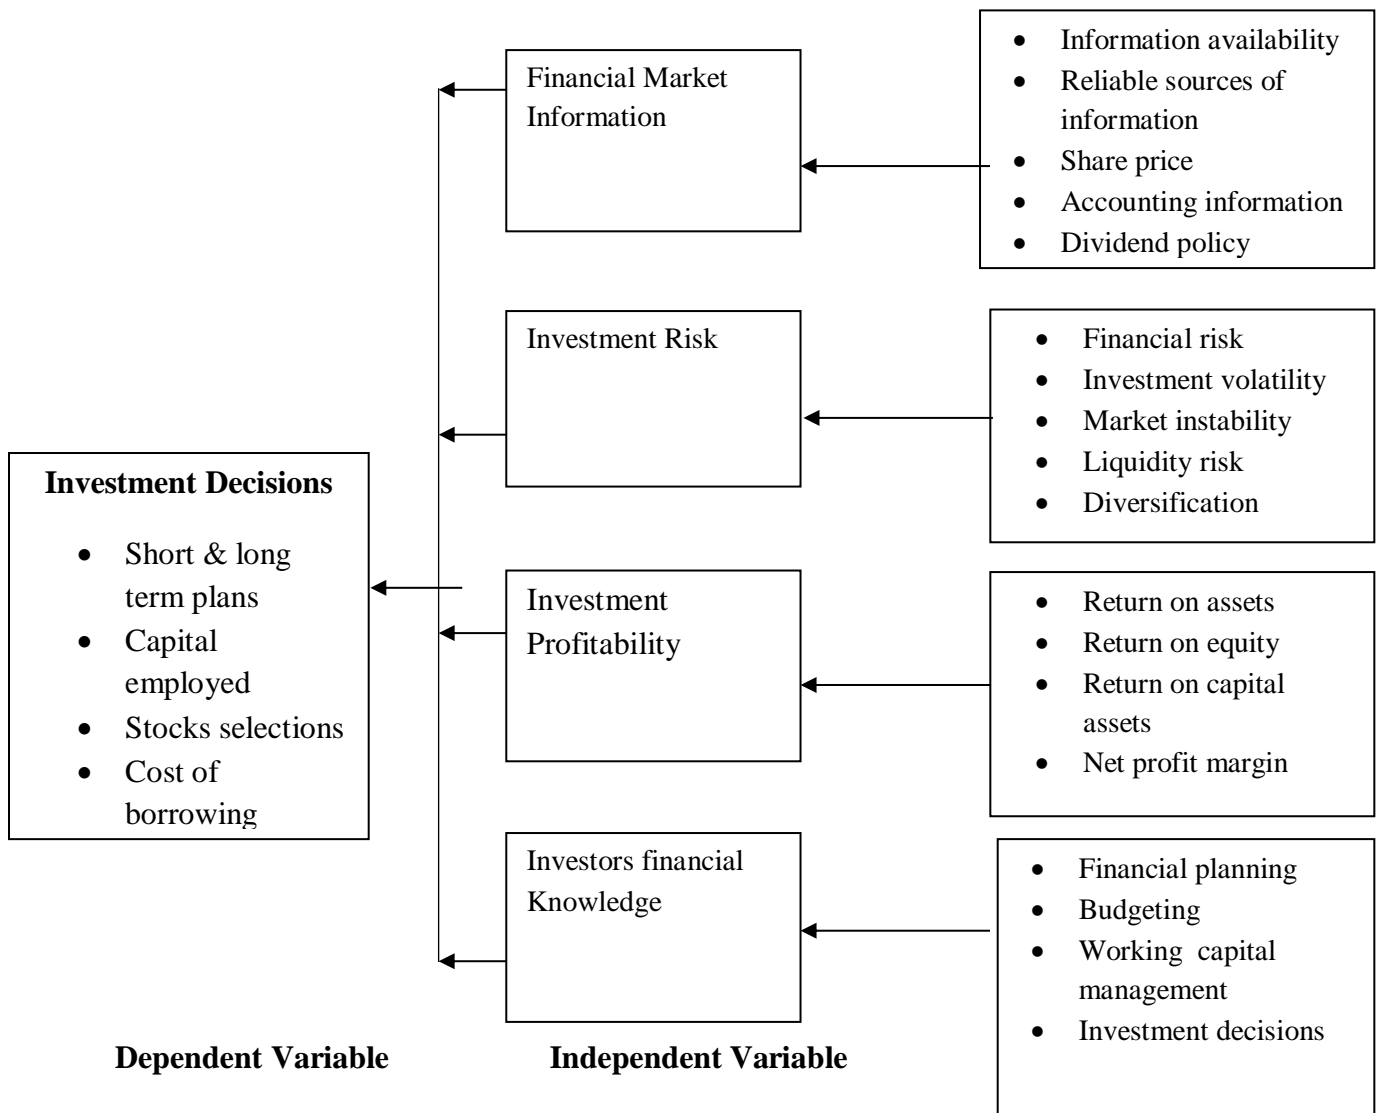 Financial Market
Information
• Information availability
• Reliable sources of
information
• Share price
• Accounting information
• Dividend policy
Investment Risk
• Financial risk
• Investment volatility
• Market instability
• Liquidity risk
• Diversification
Investment Decisions
• Short & long
term plans
• Capital
employed
• Stocks selections
• Cost of
borrowing
Investment
Profitability
• Return on assets
• Return on equity
• Return on capital
assets
• Net profit margin
Investors financial
Knowledge
• Financial planning
• Budgeting
• Working capital
management
• Investment decisions
Dependent Variable
Independent Variable